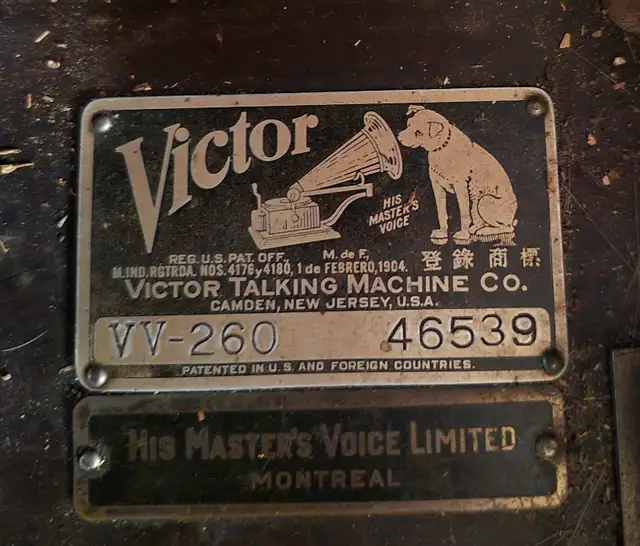 Victor
HIS
MASTER'S
VOICE
REG. U.S. PAT. OFF., M. de F.,
M.IND. RGTRDA. NOS. 4176 y 4180, 1 de FEBRERO, 1904.
登錄商標
VICTOR TALKING MACHINE CO.
CAMDEN, NEW JERSEY, U.S.A.
VV-260 46539
PATENTED IN U.S. AND FOREIGN COUNTRIES.
HIS MASTER'S VOICE LIMITED
MONTREAL